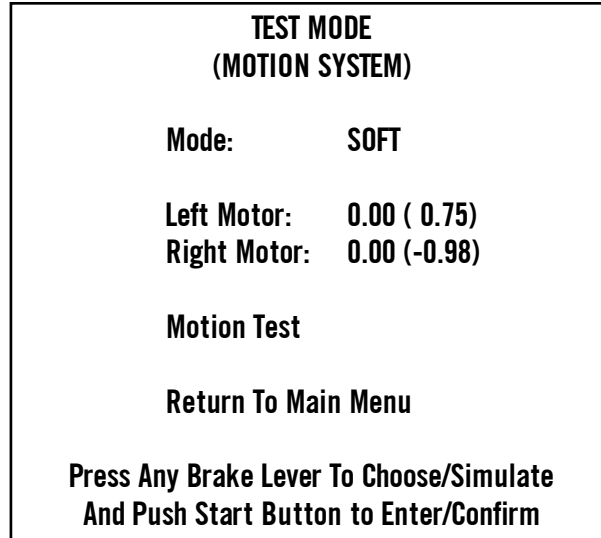 TEST MODE
(MOTION SYSTEM)
Mode: SOFT
Left Motor: 0.00 ( 0.75)
Right Motor: 0.00 (-0.98)
Motion Test
Return To Main Menu
Press Any Brake Lever To Choose/Simulate
And Push Start Button to Enter/Confirm